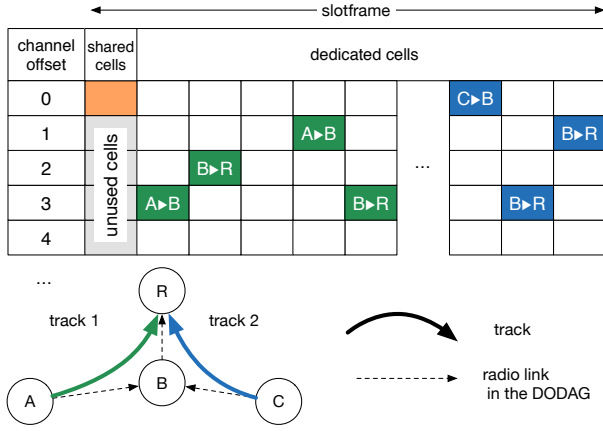 slotframe
channel
offset
shared
cells
dedicated cells
0
C▶B
1
A▶B
B▶R
2
B▶R
...
3
A▶B
B▶R
B▶R
4
unused cells
...
R
track 1
track 2
track
B
radio link
in the DODAG
A
C